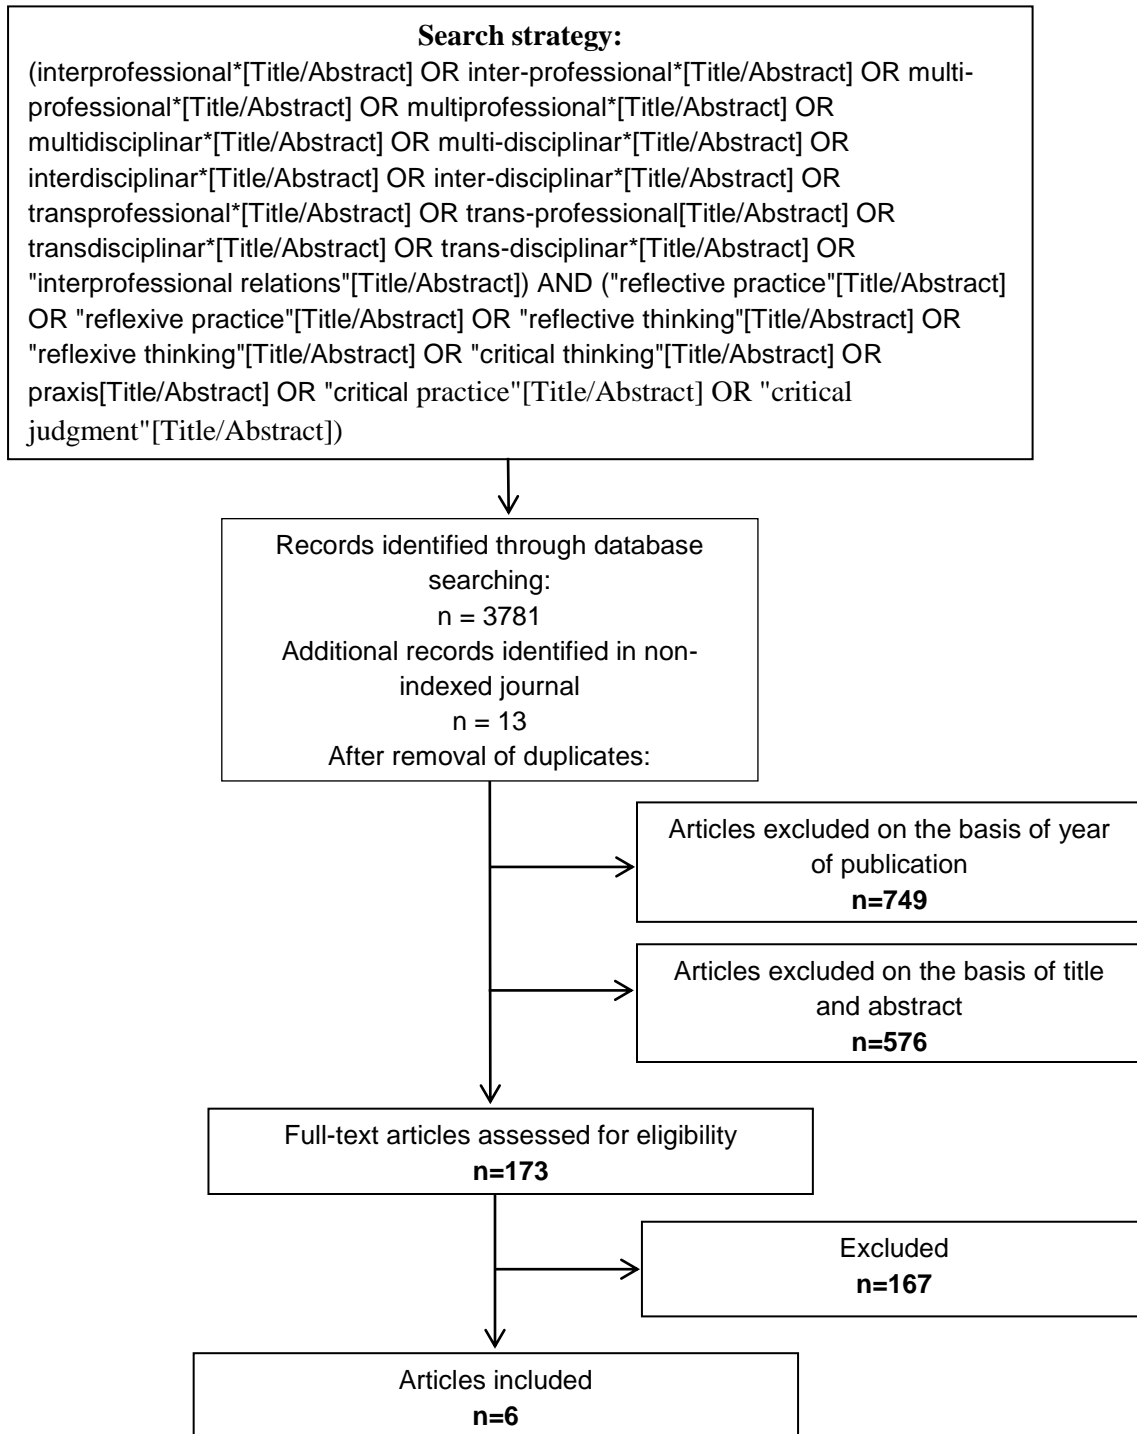 Search strategy:
(interprofessional*[Title/Abstract] OR inter-professional*[Title/Abstract] OR multi-
professional*[Title/Abstract] OR multiprofessional*[Title/Abstract] OR
multidisciplinar*[Title/Abstract] OR multi-disciplinar*[Title/Abstract] OR
interdisciplinar*[Title/Abstract] OR inter-disciplinar*[Title/Abstract] OR
transprofessional*[Title/Abstract] OR trans-professional[Title/Abstract] OR
transdisciplinar*[Title/Abstract] OR trans-disciplinar*[Title/Abstract] OR
"interprofessional relations"[Title/Abstract]) AND ("reflective practice"[Title/Abstract]
OR "reflexive practice"[Title/Abstract] OR "reflective thinking"[Title/Abstract] OR
"reflexive thinking"[Title/Abstract] OR "critical thinking"[Title/Abstract] OR
praxis[Title/Abstract] OR "critical practice"[Title/Abstract] OR "critical
judgment"[Title/Abstract])
Records identified through database
searching:
n = 3781
Additional records identified in non-
indexed journal
n = 13
After removal of duplicates:
Articles excluded on the basis of year
of publication
n=749
Articles excluded on the basis of title
and abstract
n=576
Full-text articles assessed for eligibility
n=173
Excluded
n=167
Articles included
n=6